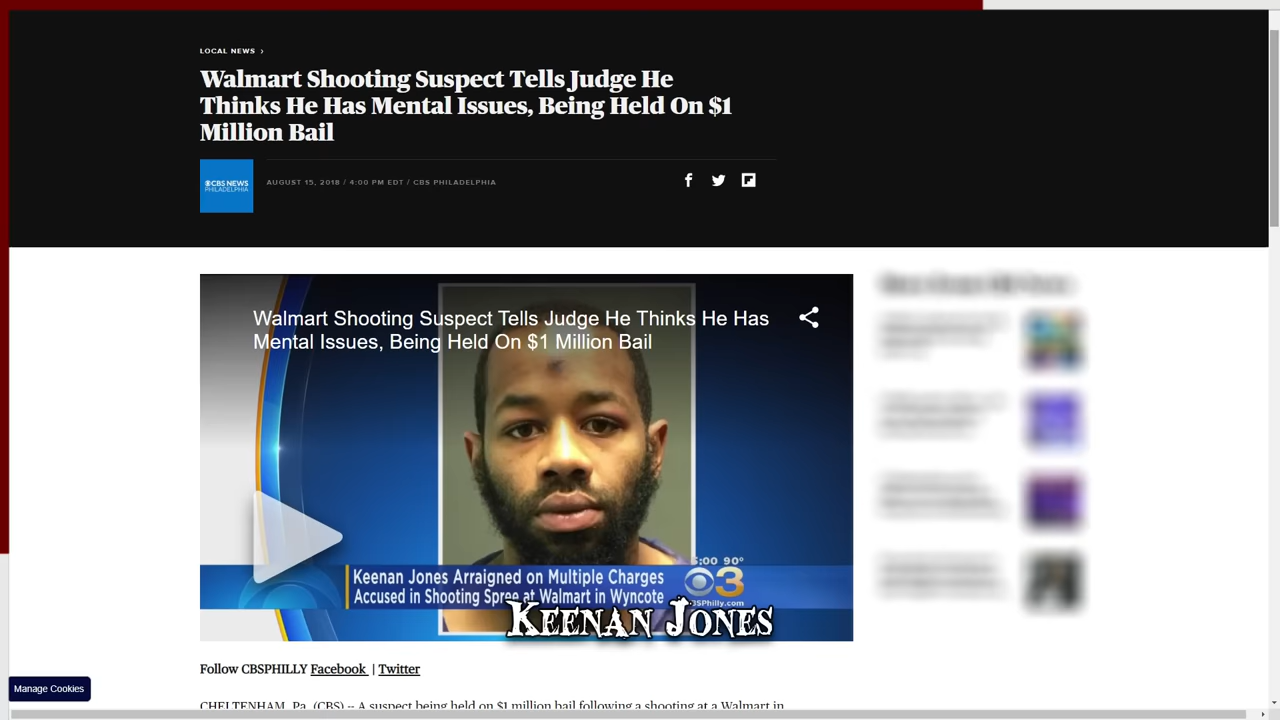 LOCAL NEWS ›
Walmart Shooting Suspect Tells Judge He
Thinks He Has Mental Issues, Being Held On $1
Million Bail
CBS NEWS
PHILADELPHIA
AUGUST 15, 2018 / 4:00 PM EDT / CBS PHILADELPHIA
Walmart Shooting Suspect Tells Judge He Thinks He Has
Mental Issues, Being Held On $1 Million Bail
:00 90°
Keenan Jones Arraigned on Multiple Charges
Accused in Shooting Spree at Walmart in Wyncote
3
CBSPhilly.com
KEENAN JONES
Follow CBSPHILLY Facebook | Twitter
Manage Cookies
CHELTENHAM, Pa. (CBS) -- A suspect being held on $1 million bail following a shooting at a Walmart in